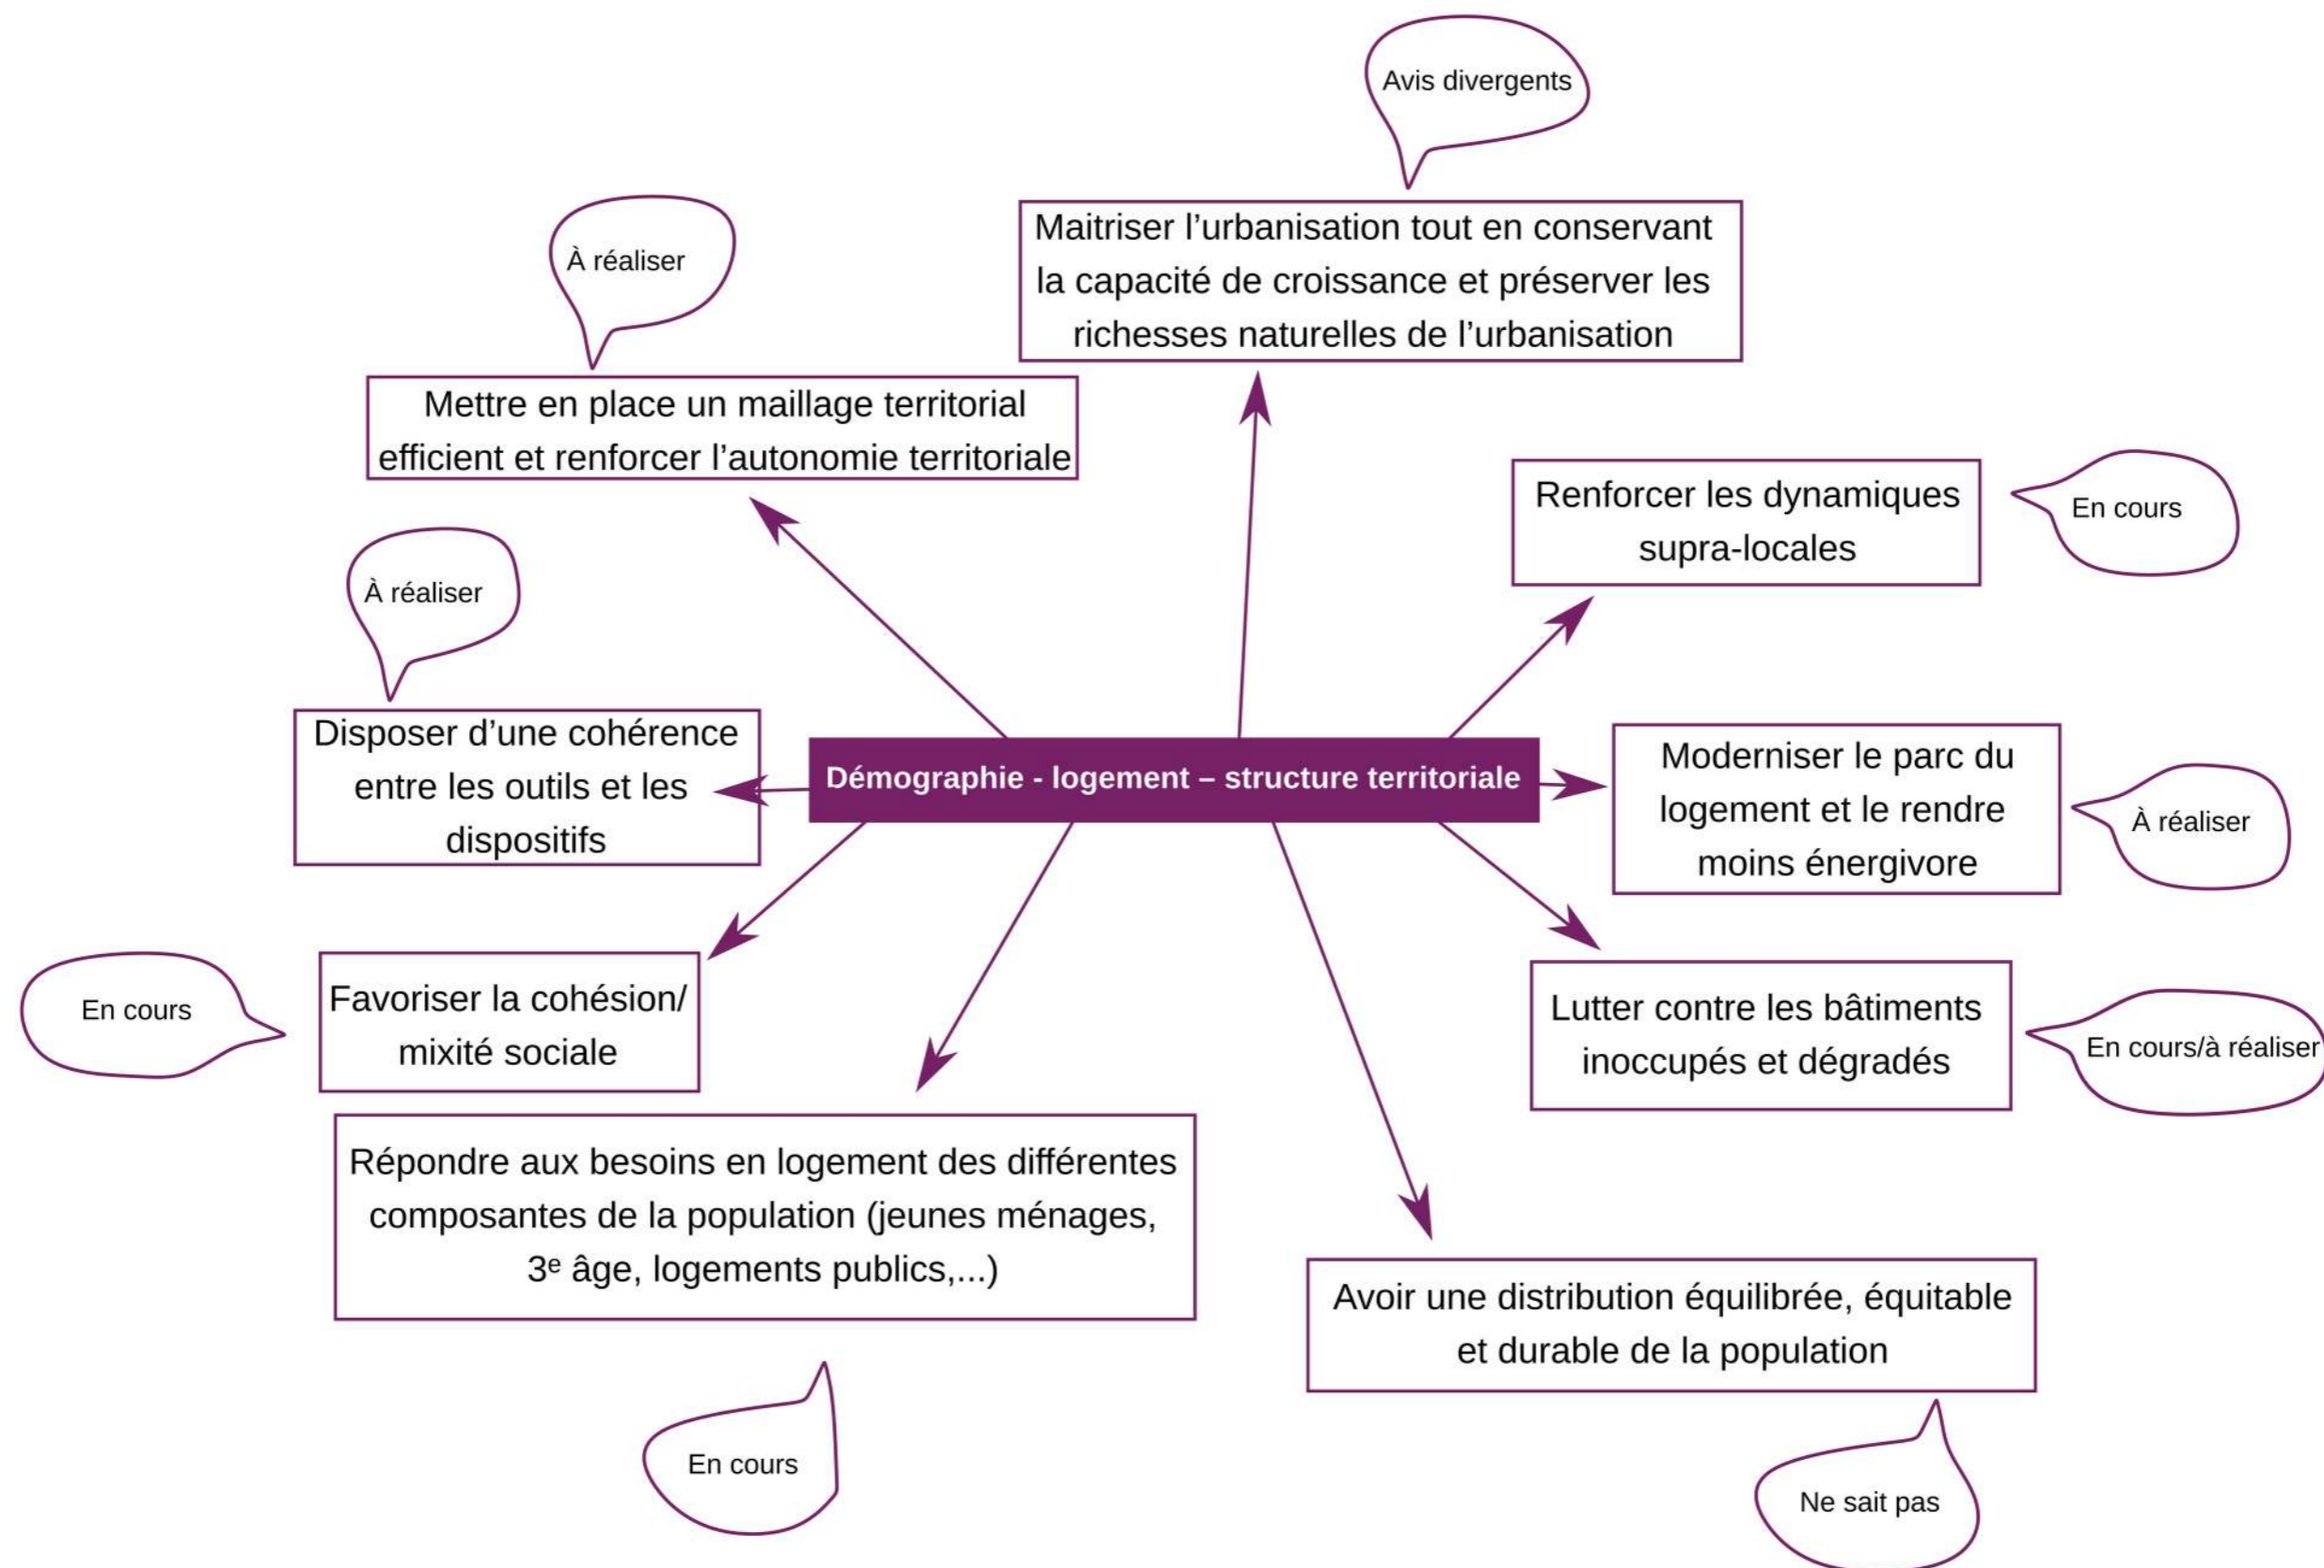 Avis divergents
Maitriser l’urbanisation tout en conservant
la capacité de croissance et préserver les
richesses naturelles de l’urbanisation
À réaliser
Mettre en place un maillage territorial
efficient et renforcer l’autonomie territoriale
Renforcer les dynamiques
supra-locales
En cours
À réaliser
Disposer d’une cohérence
entre les outils et les
dispositifs
Démographie - logement – structure territoriale
Moderniser le parc du
logement et le rendre
moins énergivore
À réaliser
En cours
Favoriser la cohésion/
mixité sociale
Lutter contre les bâtiments
inoccupés et dégradés
En cours/à réaliser
Répondre aux besoins en logement des différentes
composantes de la population (jeunes ménages,
3ᵉ âge, logements publics,...)
En cours
Avoir une distribution équilibrée, équitable
et durable de la population
Ne sait pas